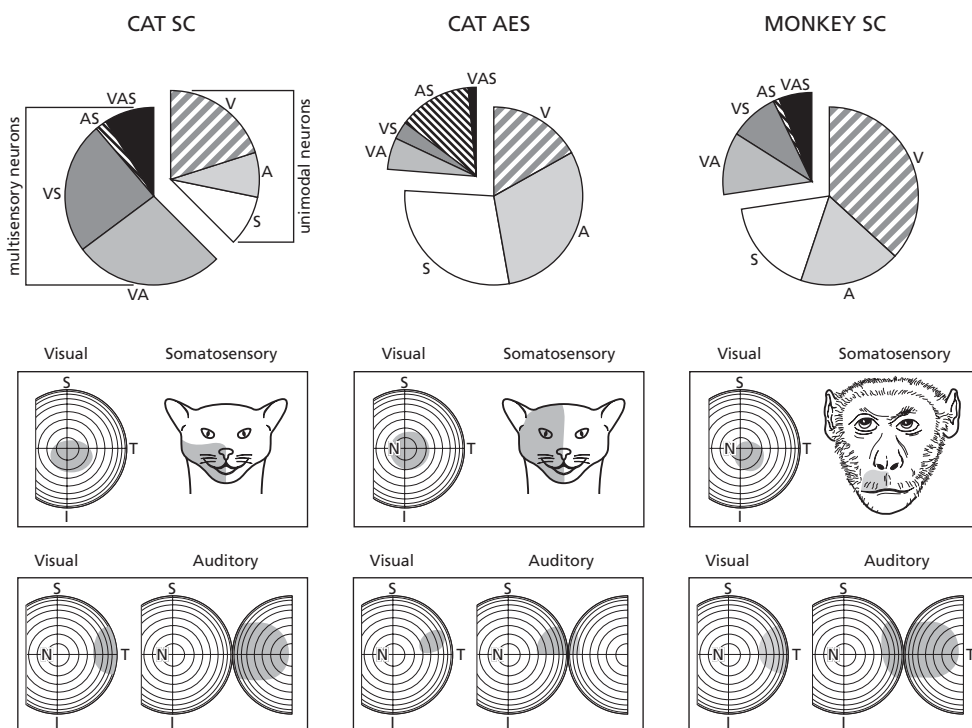 CAT SC
CAT AES
MONKEY SC
multisensory neurons
VAS
AS
VS
VA
V
A
S
unimodal neurons
VAS
AS
VS
VA
V
A
S
VAS
AS
VS
VA
V
A
S
Visual Somatosensory
S
T
I
Visual Somatosensory
S
N
T
I
Visual Somatosensory
S
N
T
I
Visual Auditory
S S
N N T
I I
Visual Auditory
S S
N T N
I I
Visual Auditory
S S
N T N T
I I